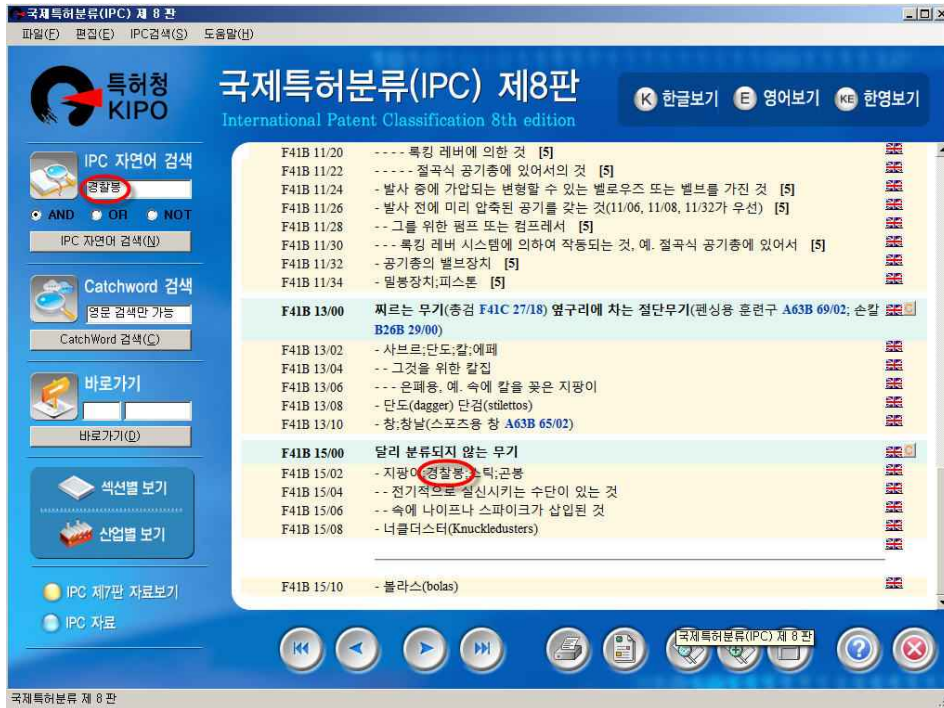 국제특허분류(IPC) 제 8 판
파일(F) 편집(E) IPC검색(S) 도움말(H)
특허청
KIPO
국제특허분류(IPC) 제8판
International Patent Classification 8th edition
K 한글보기 E 영어보기 KE 한영보기
IPC 자연어 검색
경찰봉
AND OR NOT
IPC 자연어 검색(N)
Catchword 검색
영문 검색만 가능
CatchWord 검색(C)
바로가기
바로가기(D)
섹션별 보기
산업별 보기
IPC 제7판 자료보기
IPC 자료
F41B 11/20 - - - - 록킹 레버에 의한 것 [5]
F41B 11/22 - - - - - 절곡식 공기총에 있어서의 것 [5]
F41B 11/24 - 발사 중에 가압되는 변형할 수 있는 벨로우즈 또는 벨브를 가진 것 [5]
F41B 11/26 - 발사 전에 미리 압축된 공기를 갖는 것(11/06, 11/08, 11/32가 우선) [5]
F41B 11/28 - - 그를 위한 펌프 또는 컴프레서 [5]
F41B 11/30 - - - 록킹 레버 시스템에 의하여 작동되는 것, 예. 절곡식 공기총에 있어서 [5]
F41B 11/32 - 공기총의 밸브장치 [5]
F41B 11/34 - 밀봉장치;피스톤 [5]
F41B 13/00 찌르는 무기(총검 F41C 27/18) 옆구리에 차는 절단무기(펜싱용 훈련구 A63B 69/02; 손칼 C
B26B 29/00)
F41B 13/02 - 사브르;단도;칼;에페
F41B 13/04 - - 그것을 위한 칼집
F41B 13/06 - - - 은폐용, 예. 속에 칼을 꽂은 지팡이
F41B 13/08 - 단도(dagger) 단검(stilettos)
F41B 13/10 - 창;창날(스포츠용 창 A63B 65/02)
F41B 15/00 달리 분류되지 않는 무기 C
F41B 15/02 - 지팡이;경찰봉;스틱;곤봉
F41B 15/04 - - 전기적으로 실신시키는 수단이 있는 것
F41B 15/06 - - 속에 나이프나 스파이크가 삽입된 것
F41B 15/08 - 너클더스터(Knuckledusters)
F41B 15/10 - 볼라스(bolas)
국제특허분류(IPC) 제 8 판
국제특허분류 제 8 판